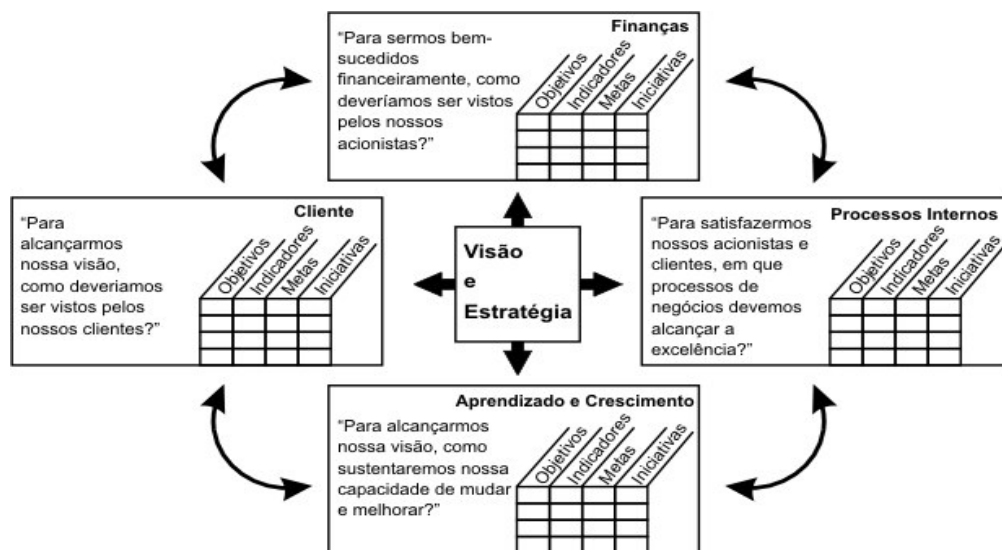 Finanças
“Para sermos bem-
sucedidos
financeiramente, como
deveríamos ser vistos
pelos nossos
acionistas?”
Objetivos
Indicadores
Metas
Iniciativas
Cliente
“Para
alcançarmos
nossa visão,
como deveriamos
ser vistos pelos
nossos clientes?”
Objetivos
Indicadores
Metas
Iniciativas
Visão
e
Estratégia
Processos Internos
“Para satisfazermos
nossos acionistas e
clientes, em que
processos de
negócios devemos
alcançar a
excelência?”
Objetivos
Indicadores
Metas
Iniciativas
Aprendizado e Crescimento
“Para alcançarmos
nossa visão, como
sustentaremos nossa
capacidade de mudar
e melhorar?”
Objetivos
Indicadores
Metas
Iniciativas